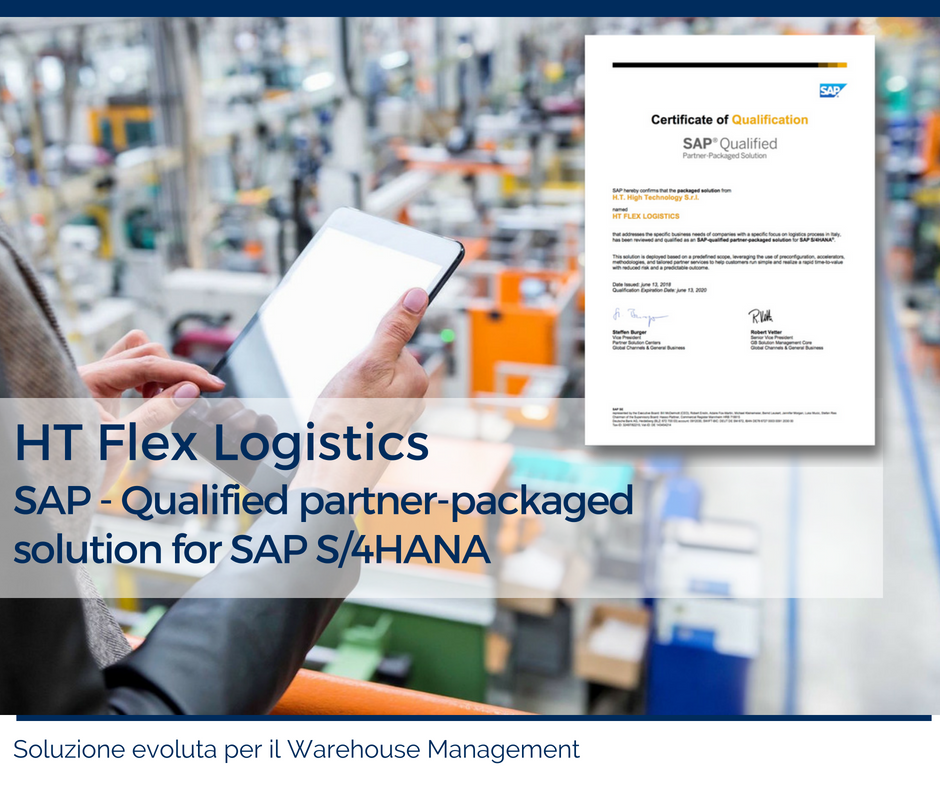 SAP
Certificate of Qualification
SAP® Qualified
Partner-Packaged Solution
SAP hereby confirms that the packaged solution from
H.T. High Technology S.r.l.
named
HT FLEX LOGISTICS
that addresses the specific business needs of companies with a specific focus on logistics process in Italy,
has been reviewed and qualified as an SAP-qualified partner-packaged solution for SAP S/4HANA®.
This solution is deployed based on a predefined scope, leveraging the use of preconfiguration, accelerators,
methodologies, and tailored partner services to help customers run simple and realize a rapid time-to-value
with reduced risk and a predictable outcome.
Date Issued: june 13, 2018
Qualification Expiration Date: june 13, 2020
Steffen Burger
Vice President
Partner Solution Centers
Global Channels & General Business
Robert Vetter
Senior Vice President
GB Solution Management Core
Global Channels & General Business
SAP SE
HT Flex Logistics
SAP - Qualified partner-packaged
solution for SAP S/4HANA
Soluzione evoluta per il Warehouse Management